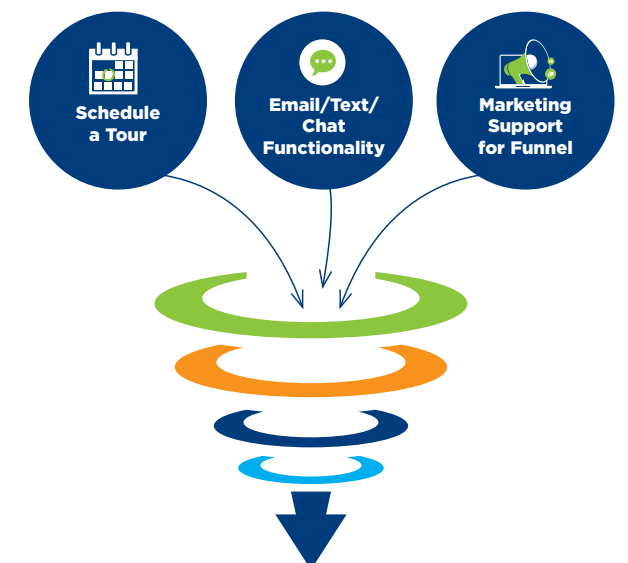 Schedule
a Tour
Email/Text/
Chat
Functionality
Marketing
Support
for Funnel